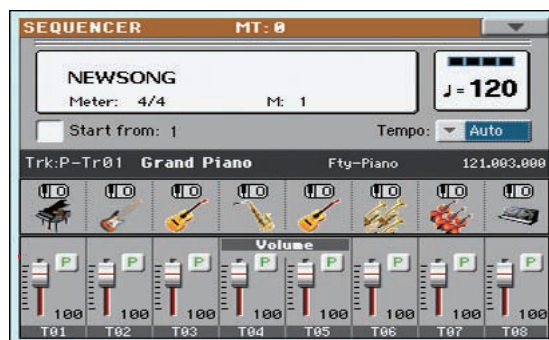 SEQUENCER MT: 0
NEWSONG
Meter: 4/4 M: 1
♩=120
Start from: 1 Tempo: Auto
Trk:P-Tr01 Grand Piano Fty-Piano 121.003.000
Volume
P P P P P P P P
100 100 100 100 100 100 100 100
T01 T02 T03 T04 T05 T06 T07 T08